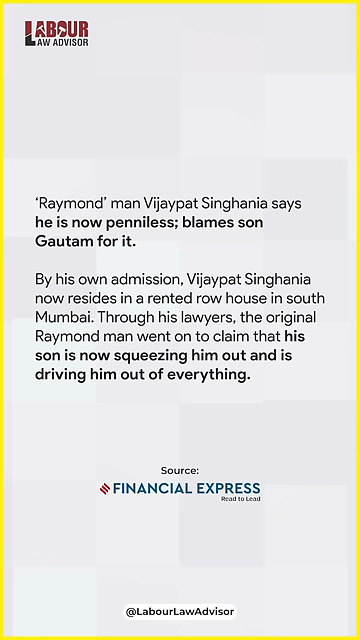 LABOUR
LAW ADVISOR
‘Raymond’ man Vijaypat Singhania says
he is now penniless; blames son
Gautam for it.
By his own admission, Vijaypat Singhania
now resides in a rented row house in south
Mumbai. Through his lawyers, the original
Raymond man went on to claim that his
son is now squeezing him out and is
driving him out of everything.
Source:
FINANCIAL EXPRESS
Read to Lead
@LabourLawAdvisor